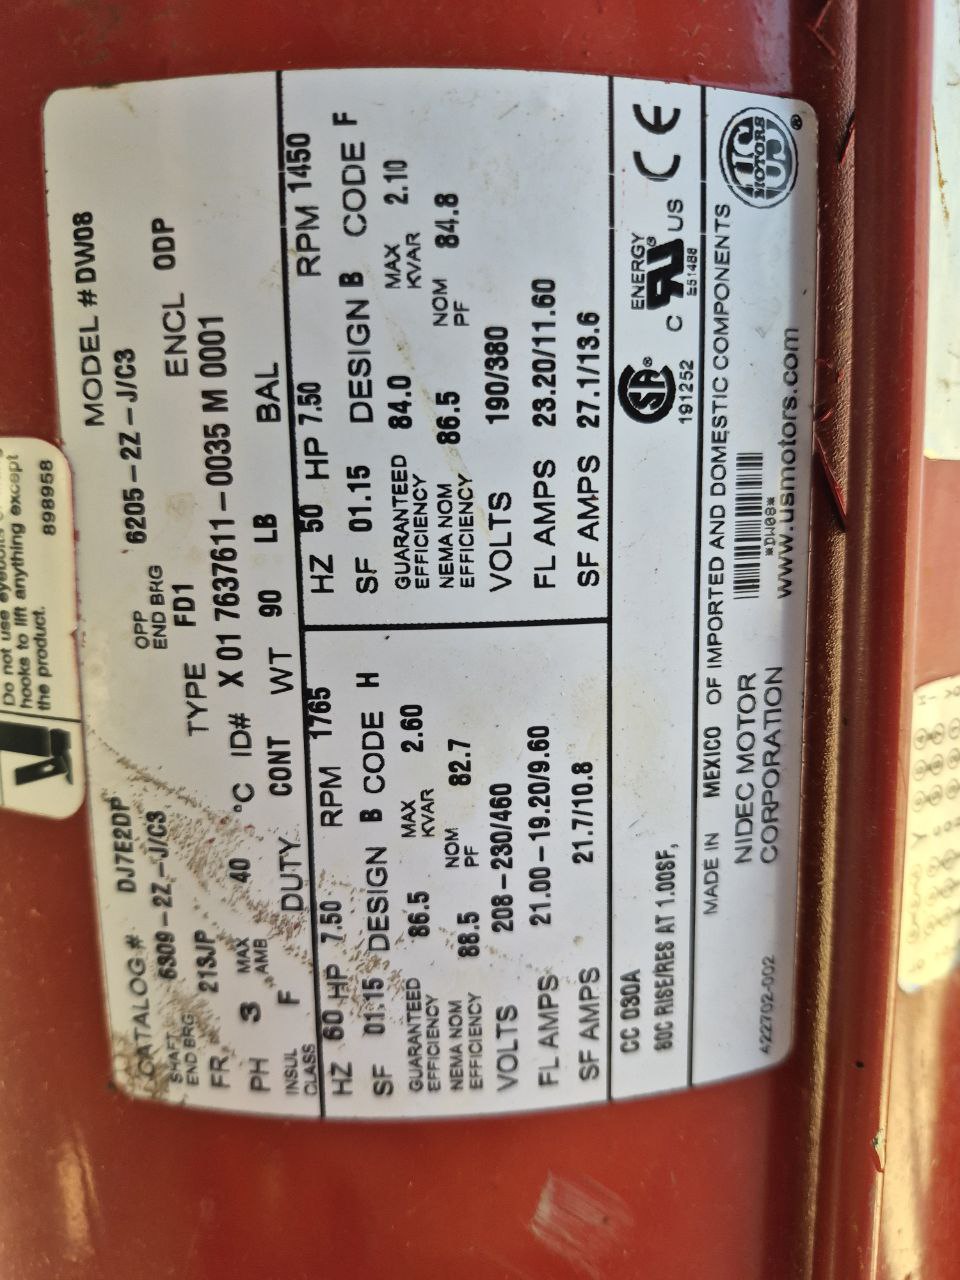 Do not use eyebolts or
hooks to lift anything except
the product. 898958
MODEL # DW08
CATALOG # DJ7E2DP
SHAFT END BRG 6309-2Z-J/C3 OPP END BRG 6205-2Z-J/C3
FR. 213JP TYPE FD1 ENCL ODP
PH 3 MAX AMB 40 °C ID# X 01 7637611-0035 M 0001
INSUL CLASS F DUTY CONT WT 90 LB BAL
HZ 60 HP 7.50 RPM 1765
SF 01.15 DESIGN B CODE H
GUARANTEED EFFICIENCY 86.5 MAX KVAR 2.60
NEMA NOM EFFICIENCY 88.5 NOM PF 82.7
VOLTS 208-230/460
FL AMPS 21.00-19.20/9.60
SF AMPS 21.7/10.8
HZ 50 HP 7.50 RPM 1450
SF 01.15 DESIGN B CODE F
GUARANTEED EFFICIENCY 84.0 MAX KVAR 2.10
NEMA NOM EFFICIENCY 86.5 NOM PF 84.8
VOLTS 190/380
FL AMPS 23.20/11.60
SF AMPS 27.1/13.6
CC 030A
80C RISE/RES AT 1.00SF,
SA ® 191252
ENERGY C UR ® US E51488
CE
MADE IN MEXICO OF IMPORTED AND DOMESTIC COMPONENTS
NIDEC MOTOR
CORPORATION
*DW08*
www.usmotors.com
US MOTORS ®
422702-002